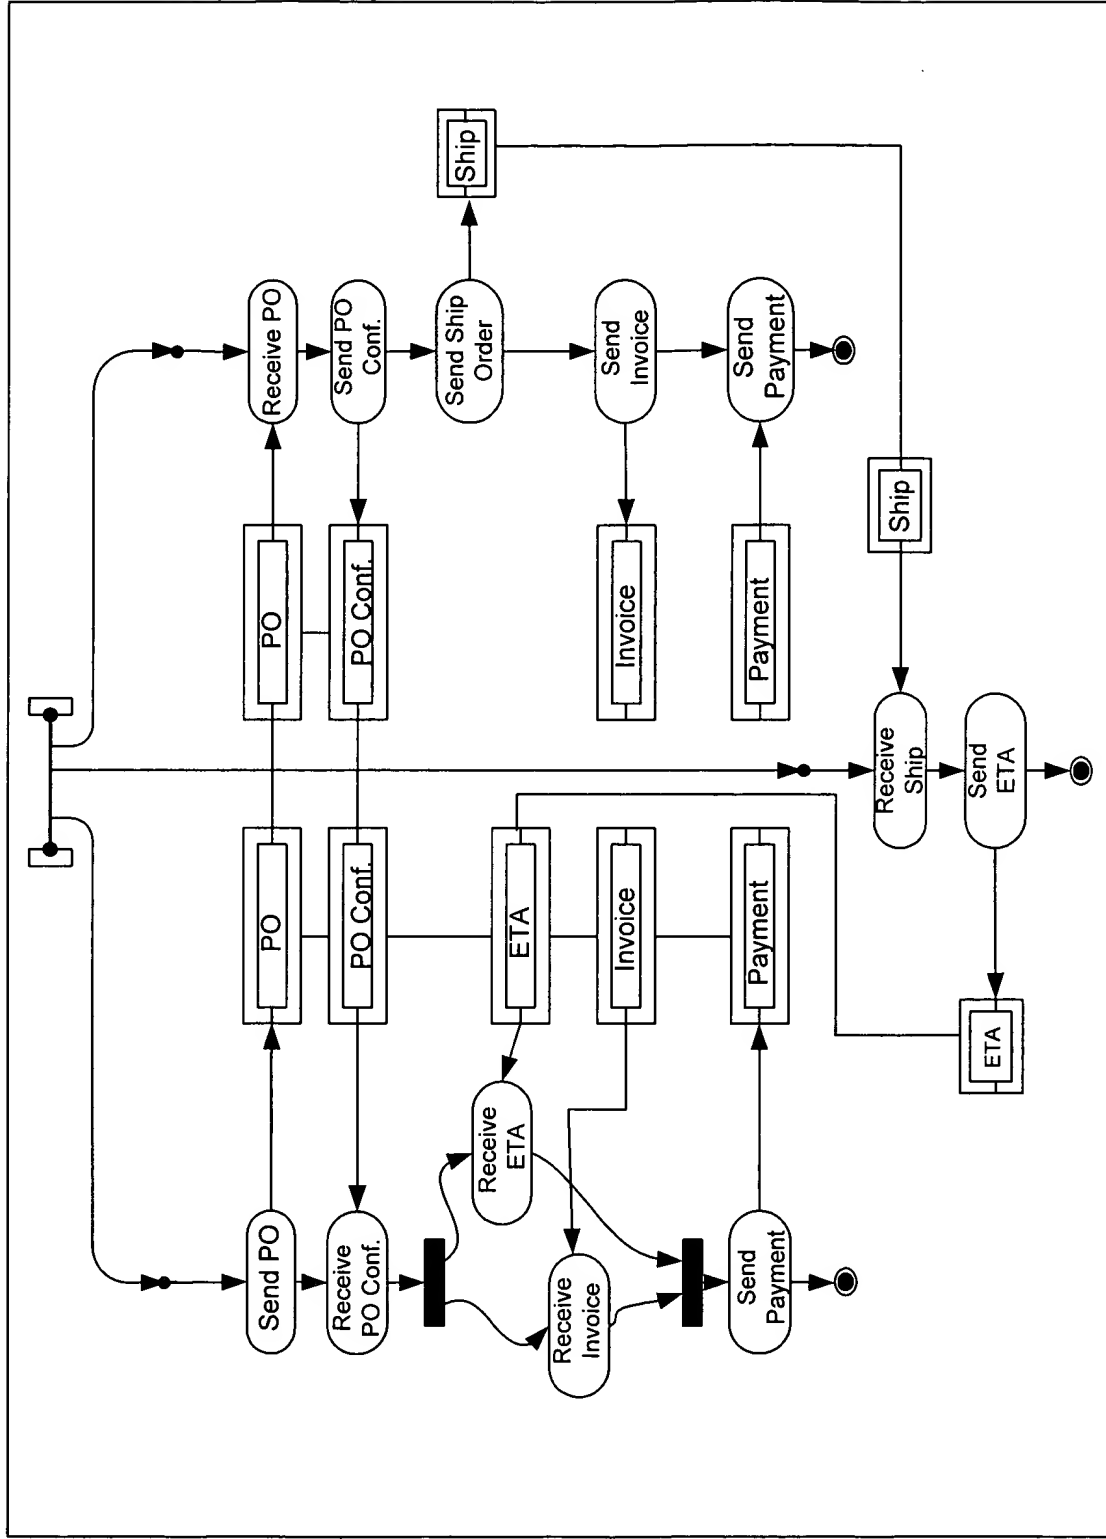 Send PO
Receive
PO Conf.
Receive
ETA
Receive
Invoice
Send
Payment
PO
PO Conf.
ETA
Invoice
Payment
ETA
Receive
Ship
Send
ETA
PO
PO Conf.
Invoice
Payment
Ship
Receive PO
Send PO
Conf.
Send Ship
Order
Send
Invoice
Send
Payment
Ship